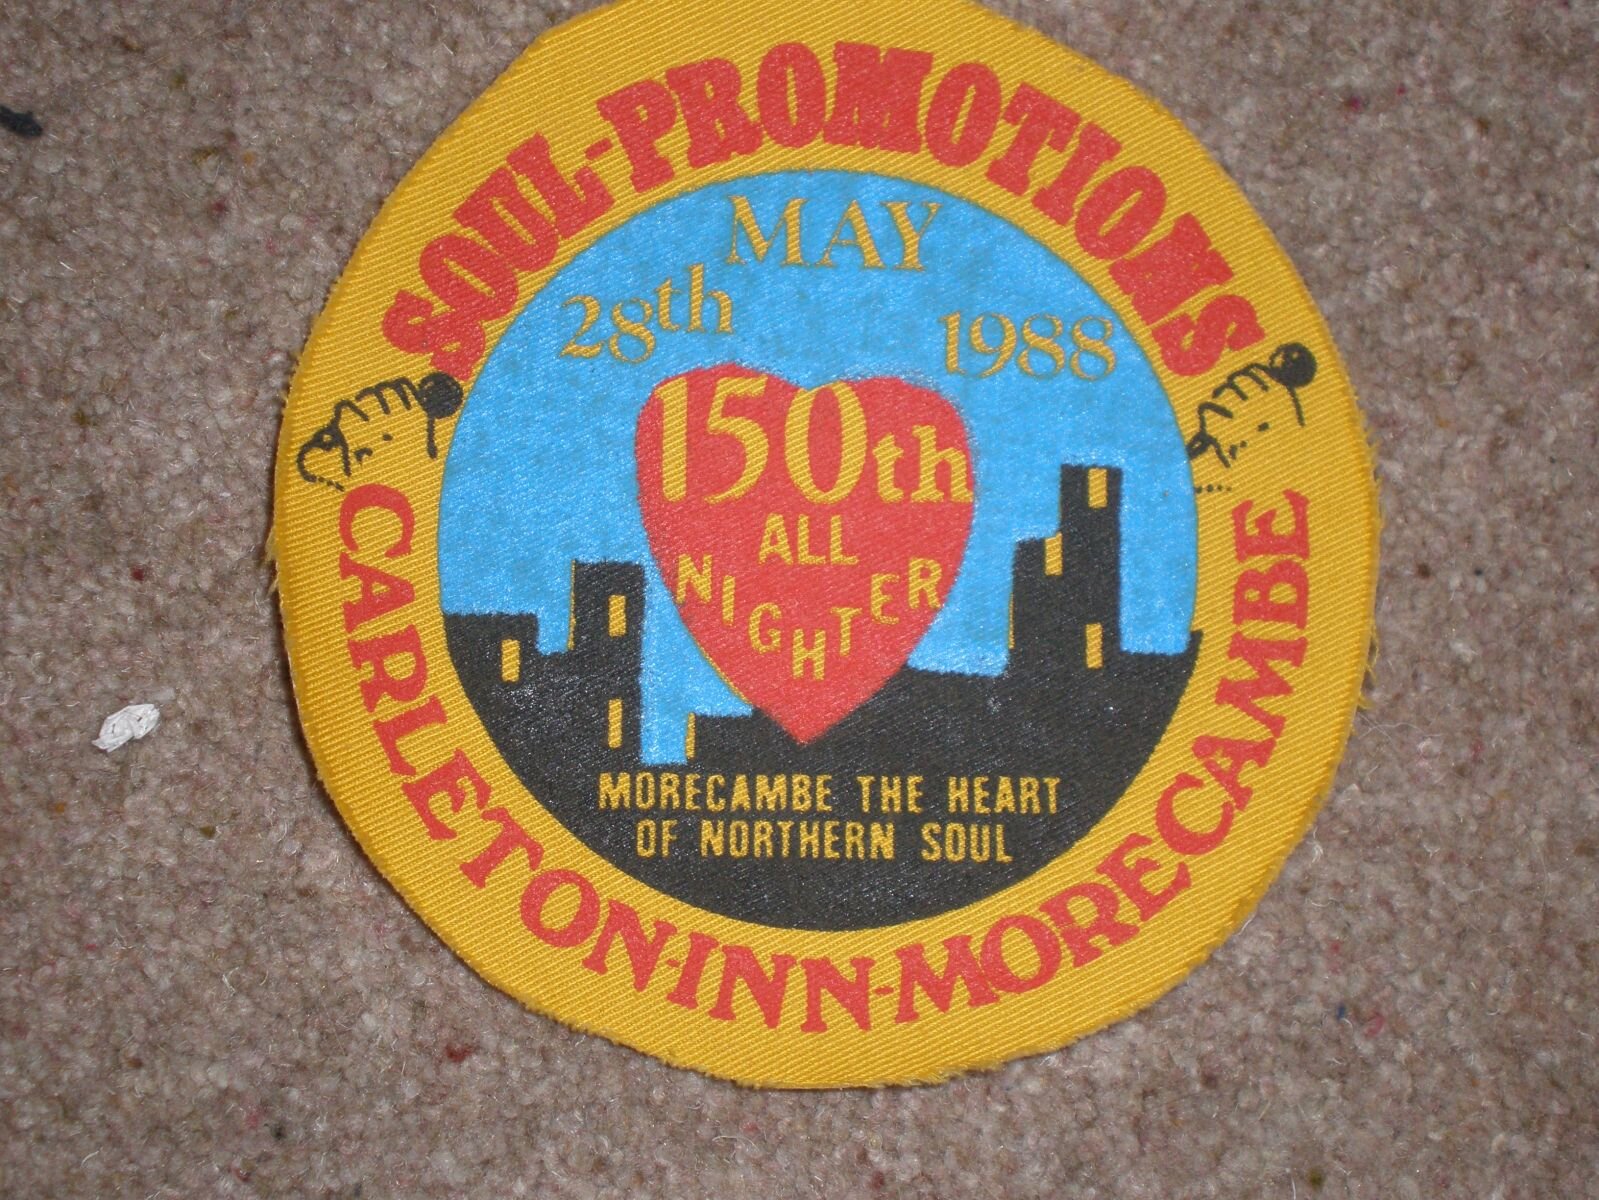 SOUL-PROMOTIONS
MAY
28th 1988
150th
ALL
NIGHTER
MORECAMBE THE HEART
OF NORTHERN SOUL
CARLETON-INN-MORECAMBE